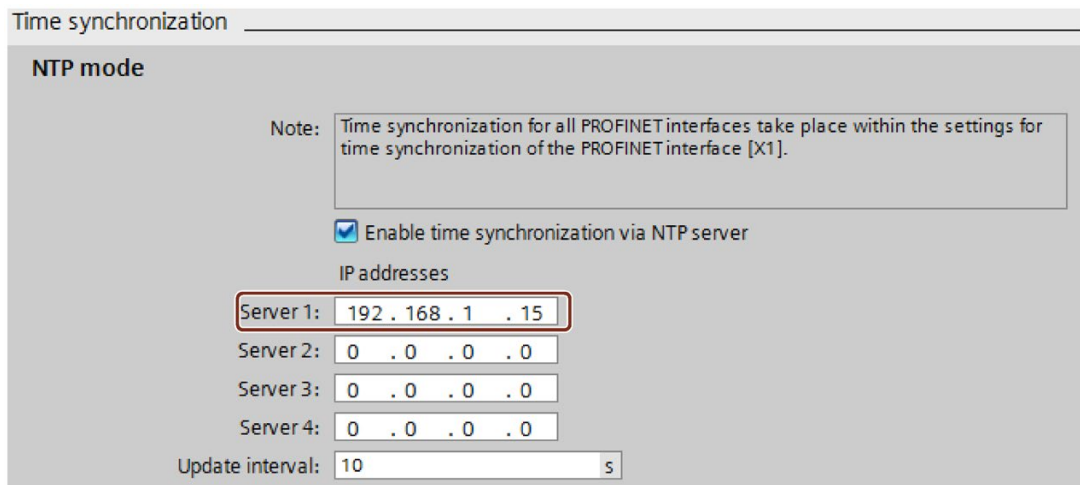 Time synchronization
NTP mode
Note: Time synchronization for all PROFINET interfaces take place within the settings for
time synchronization of the PROFINET interface [X1].
Enable time synchronization via NTP server
IP addresses
Server 1: 192 . 168 . 1 . 15
Server 2: 0 . 0 . 0 . 0
Server 3: 0 . 0 . 0 . 0
Server 4: 0 . 0 . 0 . 0
Update interval: 10 s